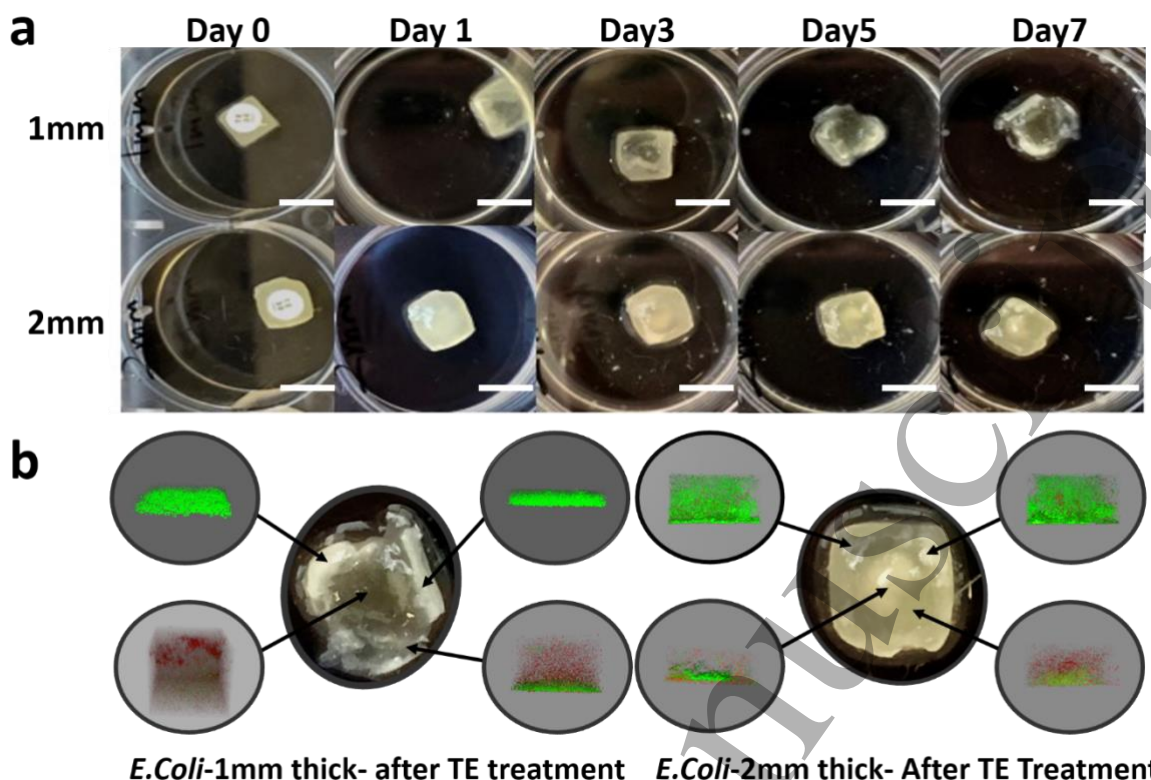 a
Day 0 Day 1 Day3 Day5 Day7
1mm
2mm
b
E.Coli-1mm thick- after TE treatment
E.Coli-2mm thick- After TE Treatment